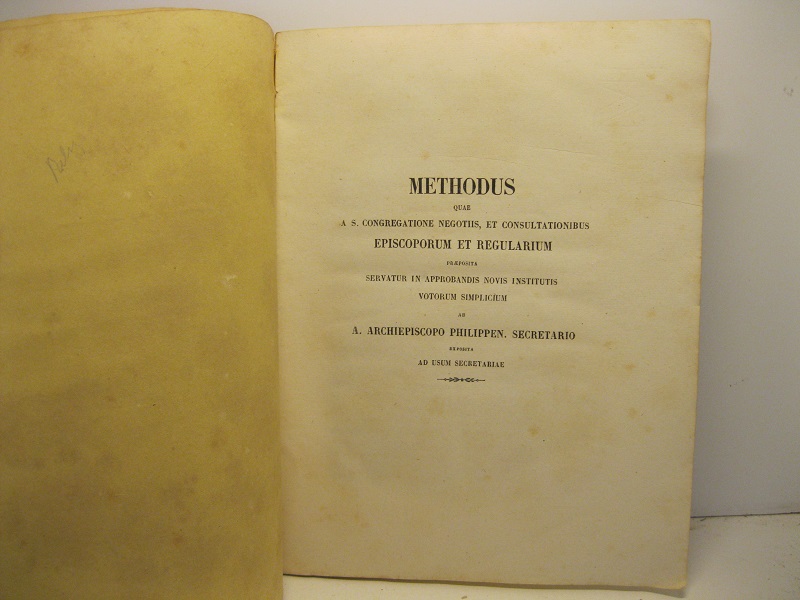 METHODUS
QUAE
A S. CONGREGATIONE NEGOTIIS, ET CONSULTATIONIBUS
EPISCOPORUM ET REGULARIUM
PRÆPOSITA
SERVATUR IN APPROBANDIS NOVIS INSTITUTIS
VOTORUM SIMPLICIUM
AB
A. ARCHIEPISCOPO PHILIPPEN. SECRETARIO
EXPOSITA
AD USUM SECRETARIAE